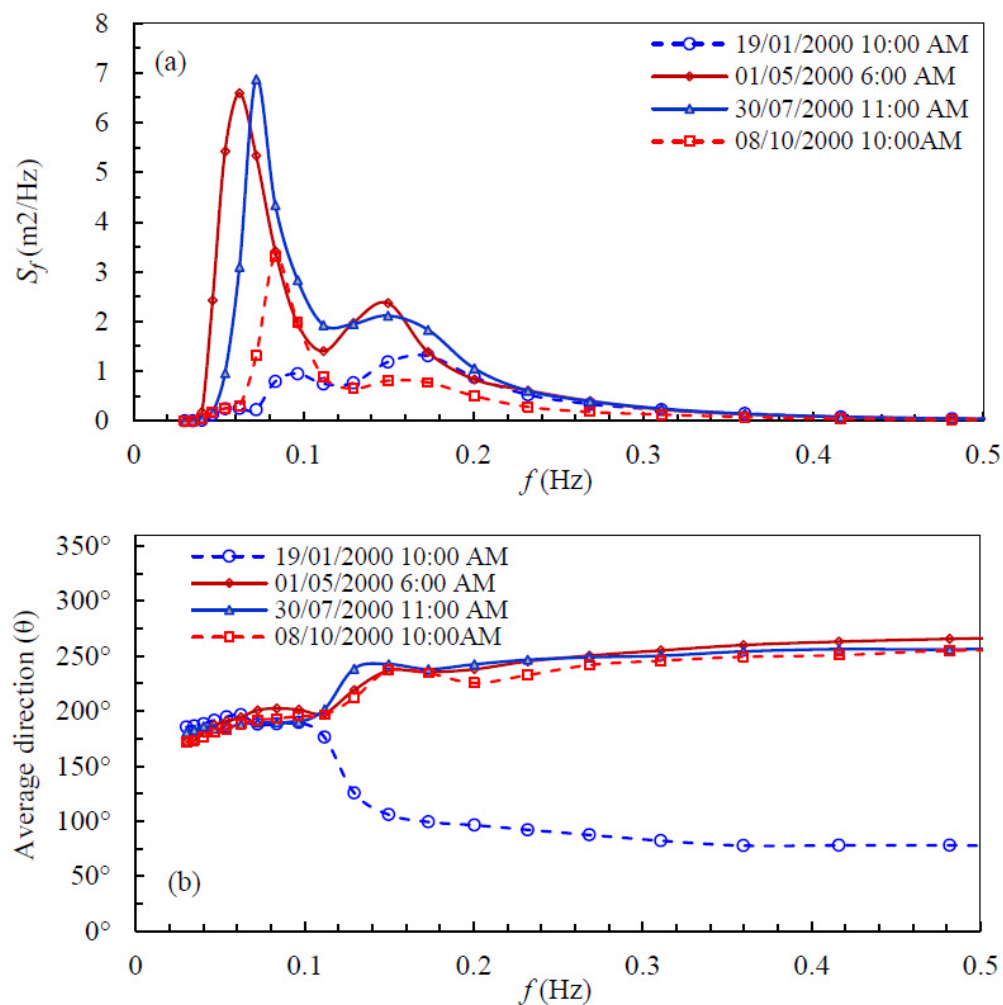 8
7
6
5
4
3
2
1
0
S_f (m2/Hz)
(a)
19/01/2000 10:00 AM
01/05/2000 6:00 AM
30/07/2000 11:00 AM
08/10/2000 10:00AM
0 0.1 0.2 0.3 0.4 0.5
f (Hz)
350°
300°
250°
200°
150°
100°
50°
0°
Average direction (θ)
19/01/2000 10:00 AM
01/05/2000 6:00 AM
30/07/2000 11:00 AM
08/10/2000 10:00AM
(b)
0 0.1 0.2 0.3 0.4 0.5
f (Hz)